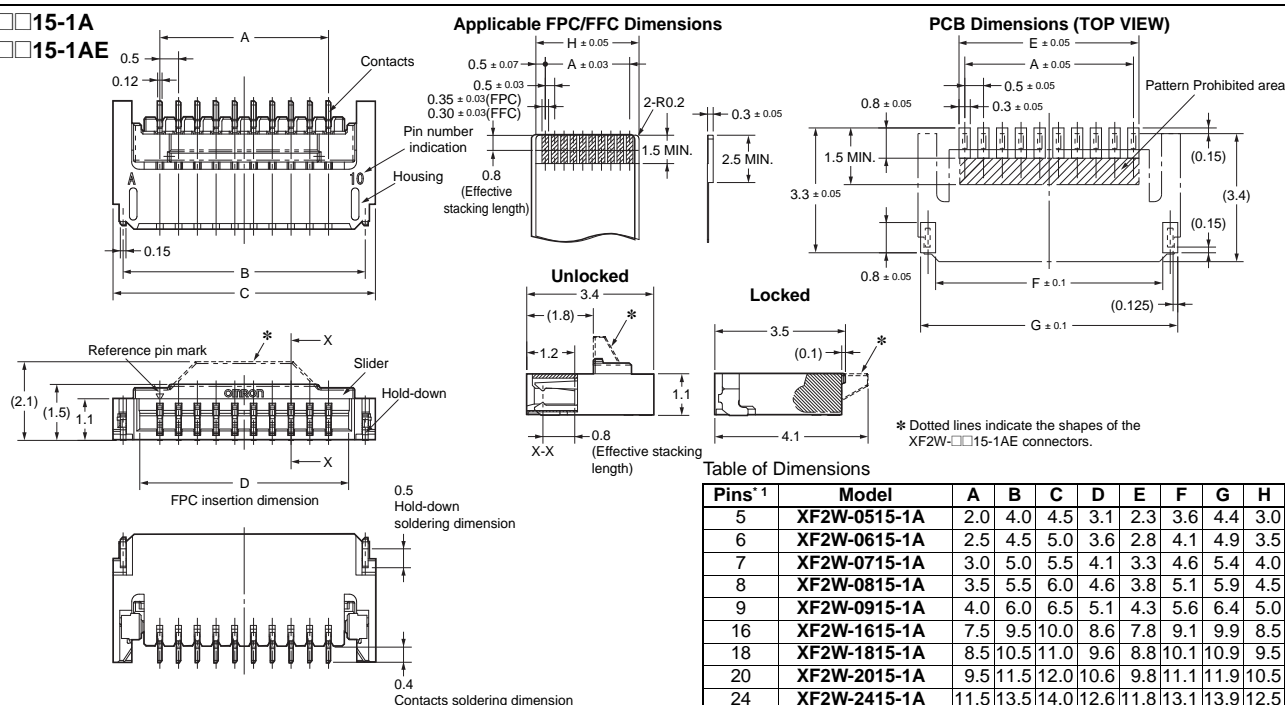 □□15-1A
□□15-1AE
A
0.5
0.12
Contacts
Pin number
indication
Housing
A
10
0.15
B
C
Applicable FPC/FFC Dimensions
H ± 0.05
0.5 ± 0.07
A ± 0.03
0.5 ± 0.03
0.35 ± 0.03(FPC)
0.30 ± 0.03(FFC)
2-R0.2
0.3 ± 0.05
1.5 MIN.
2.5 MIN.
0.8
(Effective
stacking length)
PCB Dimensions (TOP VIEW)
E ± 0.05
A ± 0.05
0.5 ± 0.05
Pattern Prohibited area
0.8 ± 0.05
0.3 ± 0.05
1.5 MIN.
(0.15)
3.3 ± 0.05
(3.4)
(0.15)
0.8 ± 0.05
F ± 0.1
(0.125)
G ± 0.1
Reference pin mark
*
X
Slider
OMRON
Hold-down
(2.1)
(1.5)
1.1
X
D
FPC insertion dimension
Unlocked
3.4
(1.8)
*
1.2
1.1
0.8
X-X
(Effective stacking
length)
Locked
3.5
(0.1)
*
4.1
* Dotted lines indicate the shapes of the
XF2W-□□15-1AE connectors.
0.5
Hold-down
soldering dimension
0.4
Contacts soldering dimension
Table of Dimensions
Pins*1 Model A B C D E F G H
5 XF2W-0515-1A 2.0 4.0 4.5 3.1 2.3 3.6 4.4 3.0
6 XF2W-0615-1A 2.5 4.5 5.0 3.6 2.8 4.1 4.9 3.5
7 XF2W-0715-1A 3.0 5.0 5.5 4.1 3.3 4.6 5.4 4.0
8 XF2W-0815-1A 3.5 5.5 6.0 4.6 3.8 5.1 5.9 4.5
9 XF2W-0915-1A 4.0 6.0 6.5 5.1 4.3 5.6 6.4 5.0
16 XF2W-1615-1A 7.5 9.5 10.0 8.6 7.8 9.1 9.9 8.5
18 XF2W-1815-1A 8.5 10.5 11.0 9.6 8.8 10.1 10.9 9.5
20 XF2W-2015-1A 9.5 11.5 12.0 10.6 9.8 11.1 11.9 10.5
24 XF2W-2415-1A 11.5 13.5 14.0 12.6 11.8 13.1 13.9 12.5